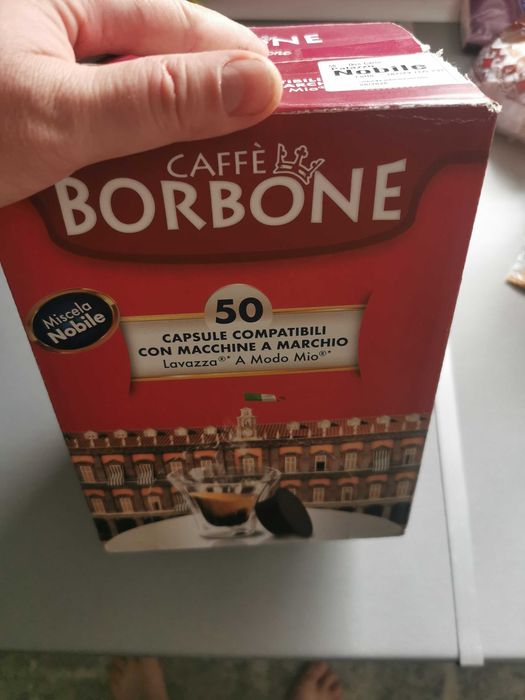 Nobile
CAFFÈ
BORBONE
Miscela
Nobile
50
CAPSULE COMPATIBILI
CON MACCHINE A MARCHIO
Lavazza®* A Modo Mio®*